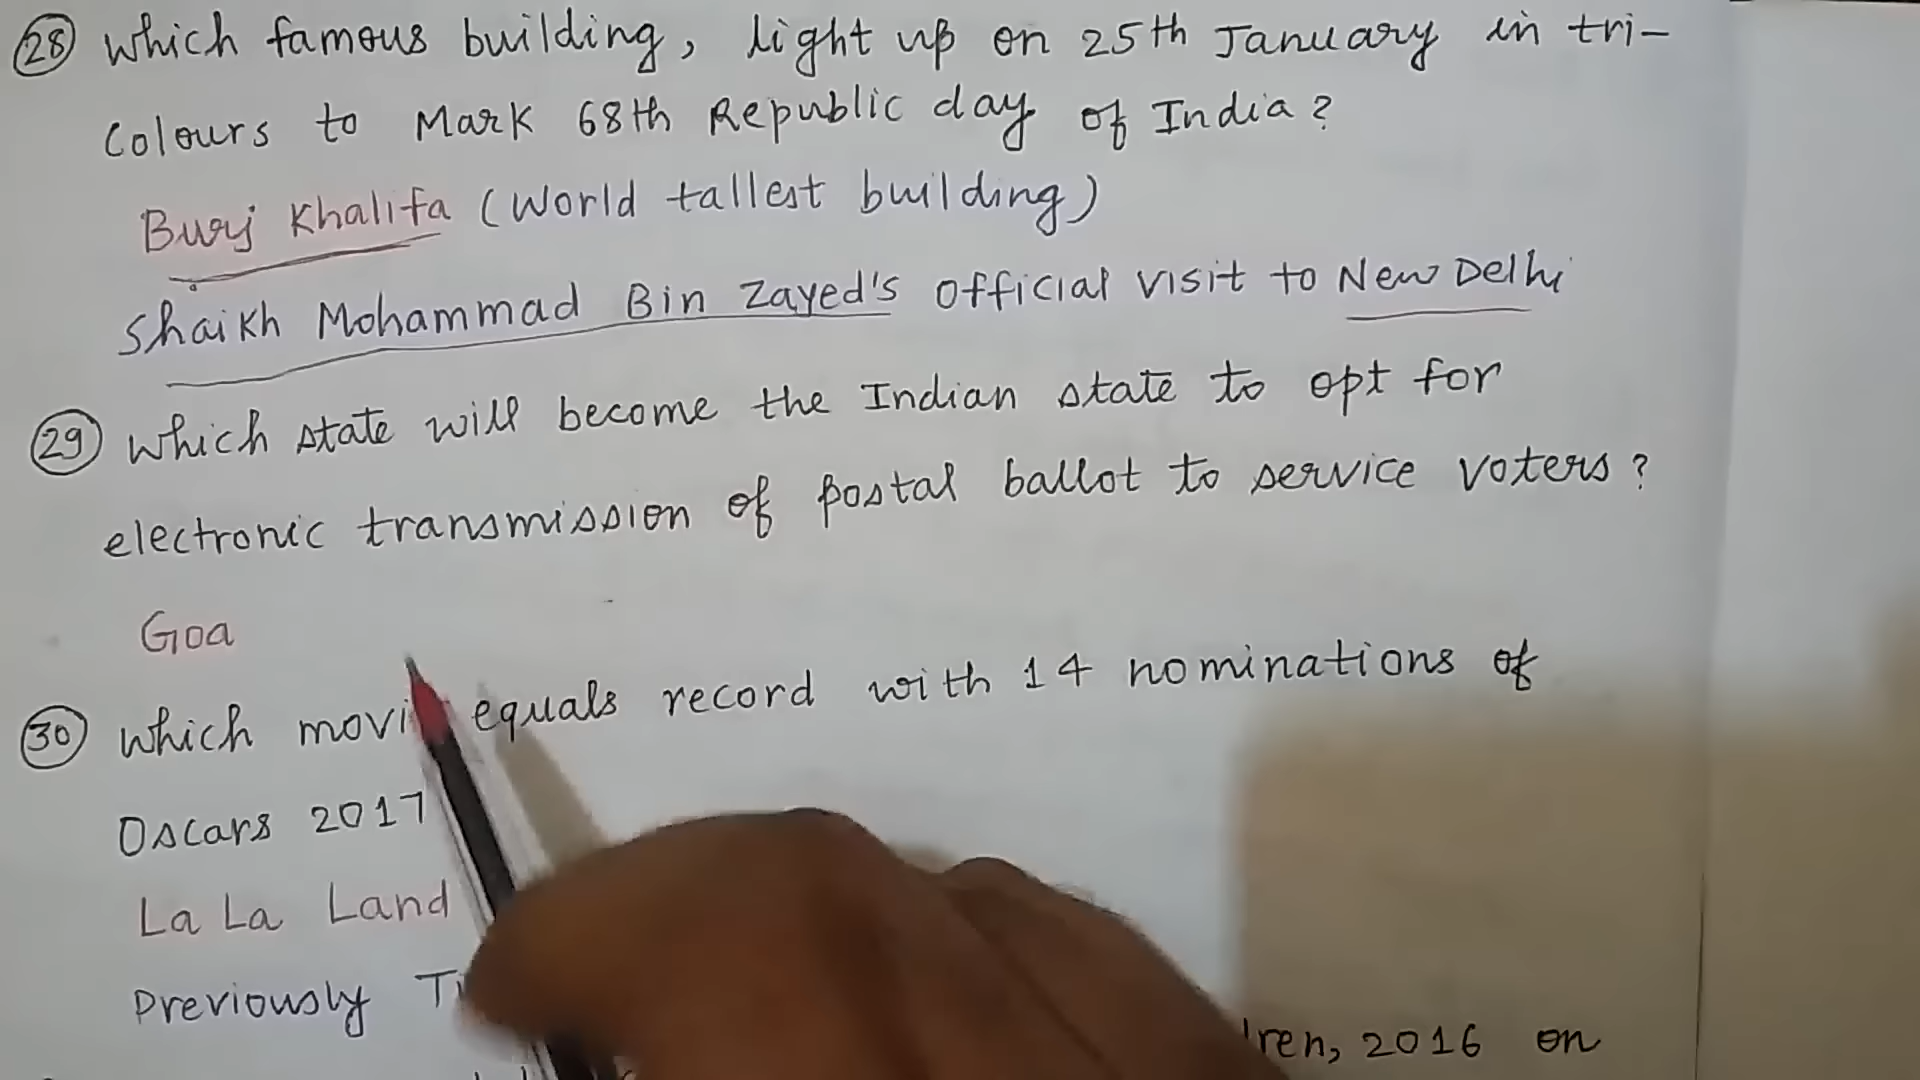 28 Which famous building, light up on 25th January in tri-
colours to Mark 68th Republic day of India?
Burj Khalifa (World tallest building)
Shaikh Mohammad Bin Zayed's official visit to New Delhi
29 Which state will become the Indian state to opt for
electronic transmission of postal ballot to service voters?
Goa
30 Which equals record with 14 nominations of
Oscars 2017
La La Land
Previously
2016 on